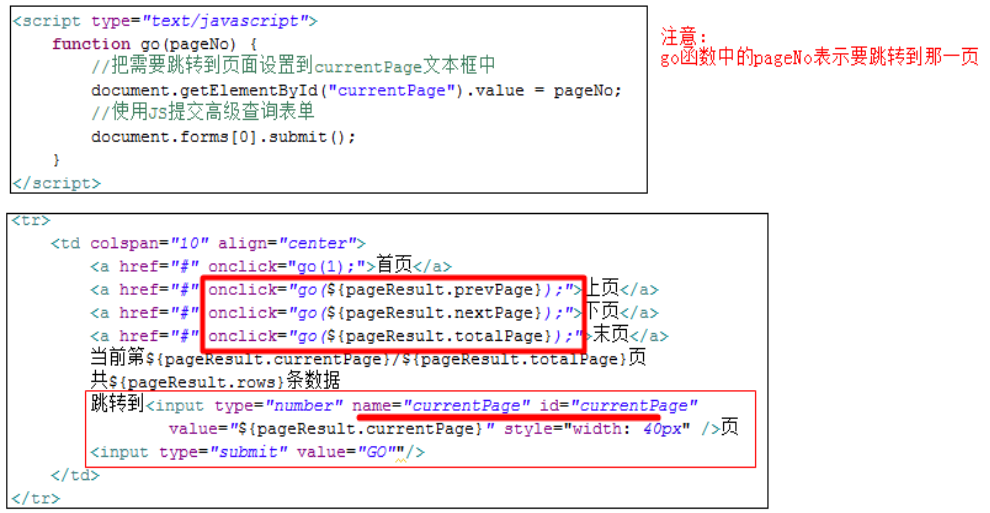 <script type="text/javascript">
function go(pageNo) {
//把需要跳转到页面设置到currentPage文本框中
document.getElementById("currentPage").value = pageNo;
//使用JS提交高级查询表单
document.forms[0].submit();
}
</script>
注意：
go函数中的pageNo表示要跳转到那一页
<tr>
<td colspan="10" align="center">
<a href="#" onclick="go(1);">首页</a>
<a href="#" onclick="go(${pageResult.prevPage});">上页</a>
<a href="#" onclick="go(${pageResult.nextPage});">下页</a>
<a href="#" onclick="go(${pageResult.totalPage});">末页</a>
当前第${pageResult.currentPage}/${pageResult.totalPage}页
共${pageResult.rows}条数据
跳转到<input type="number" name="currentPage" id="currentPage"
value="${pageResult.currentPage}" style="width: 40px" />页
<input type="submit" value="GO""/>
</td>
</tr>